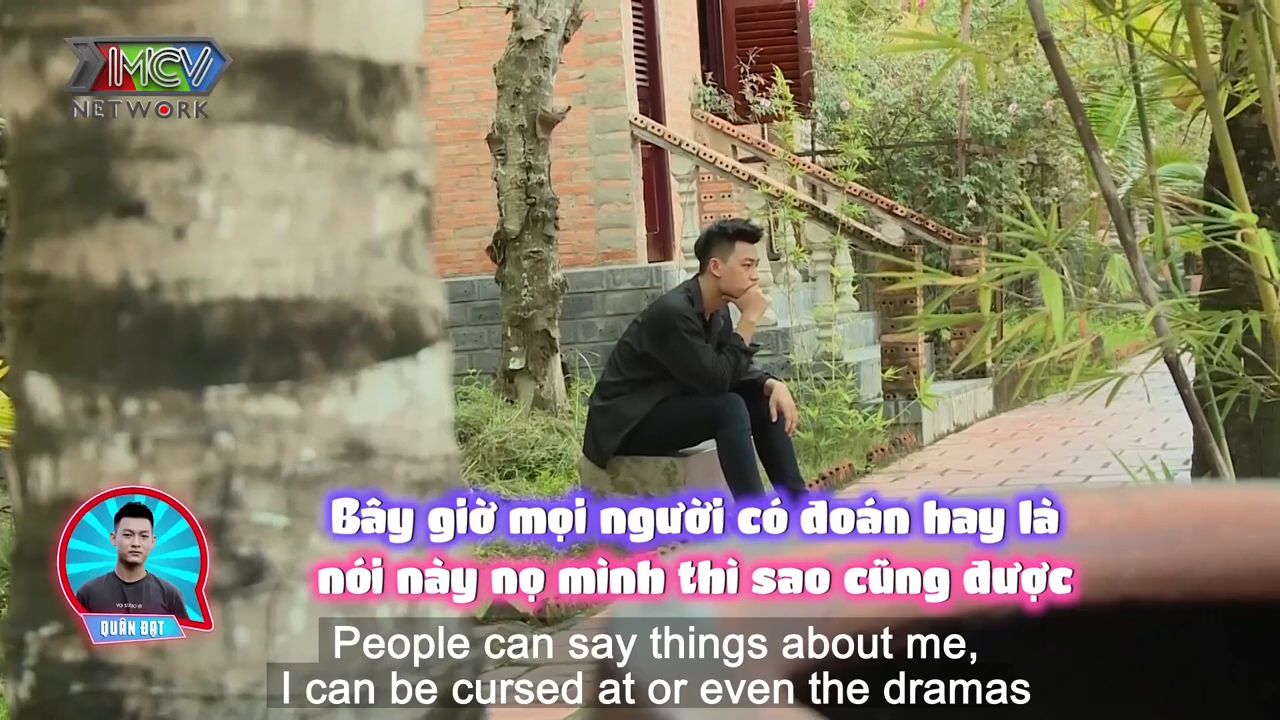 MCV
NETWORK
Bây giờ mọi người có đoán hay là
nói này nọ mình thì sao cũng được
QUÂN ĐẠT
People can say things about me,
I can be cursed at or even the dramas